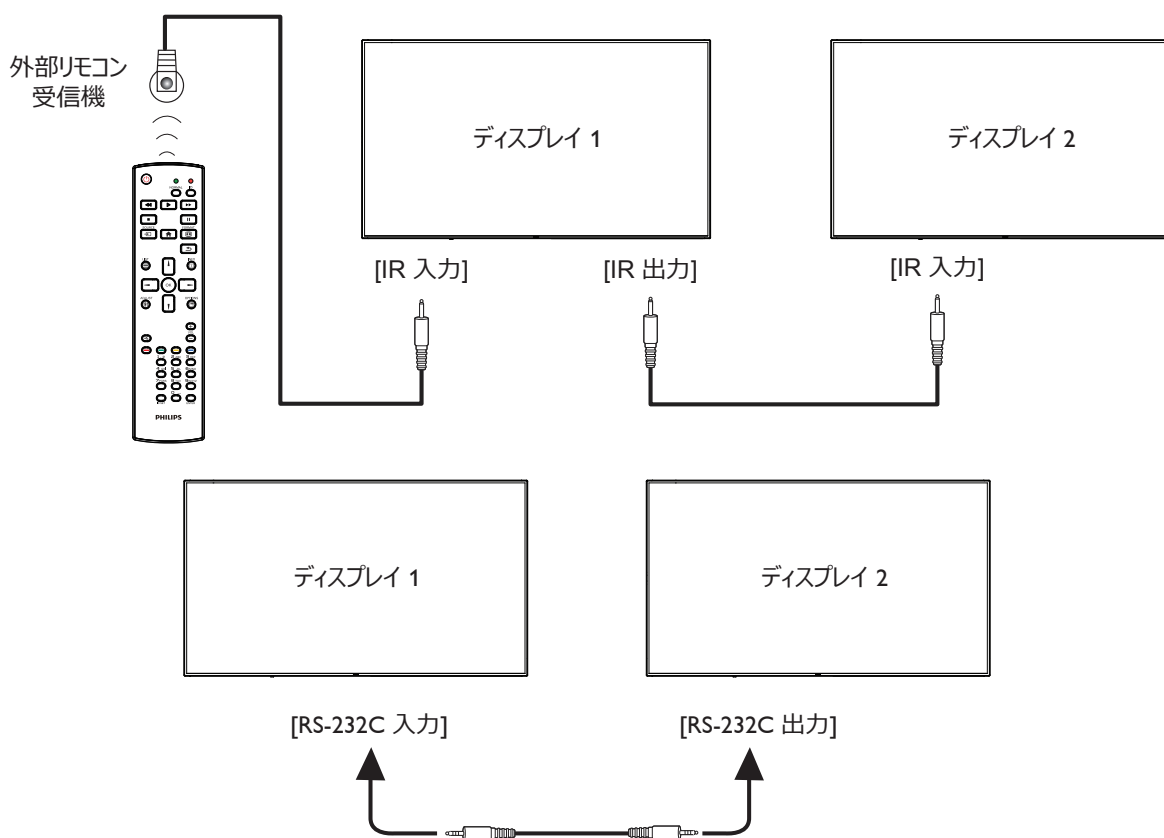 外部リモコン
受信機
ディスプレイ 1
ディスプレイ 2
[IR 入力]
[IR 出力]
[IR 入力]
PHILIPS
ディスプレイ 1
ディスプレイ 2
[RS-232C 入力]
[RS-232C 出力]